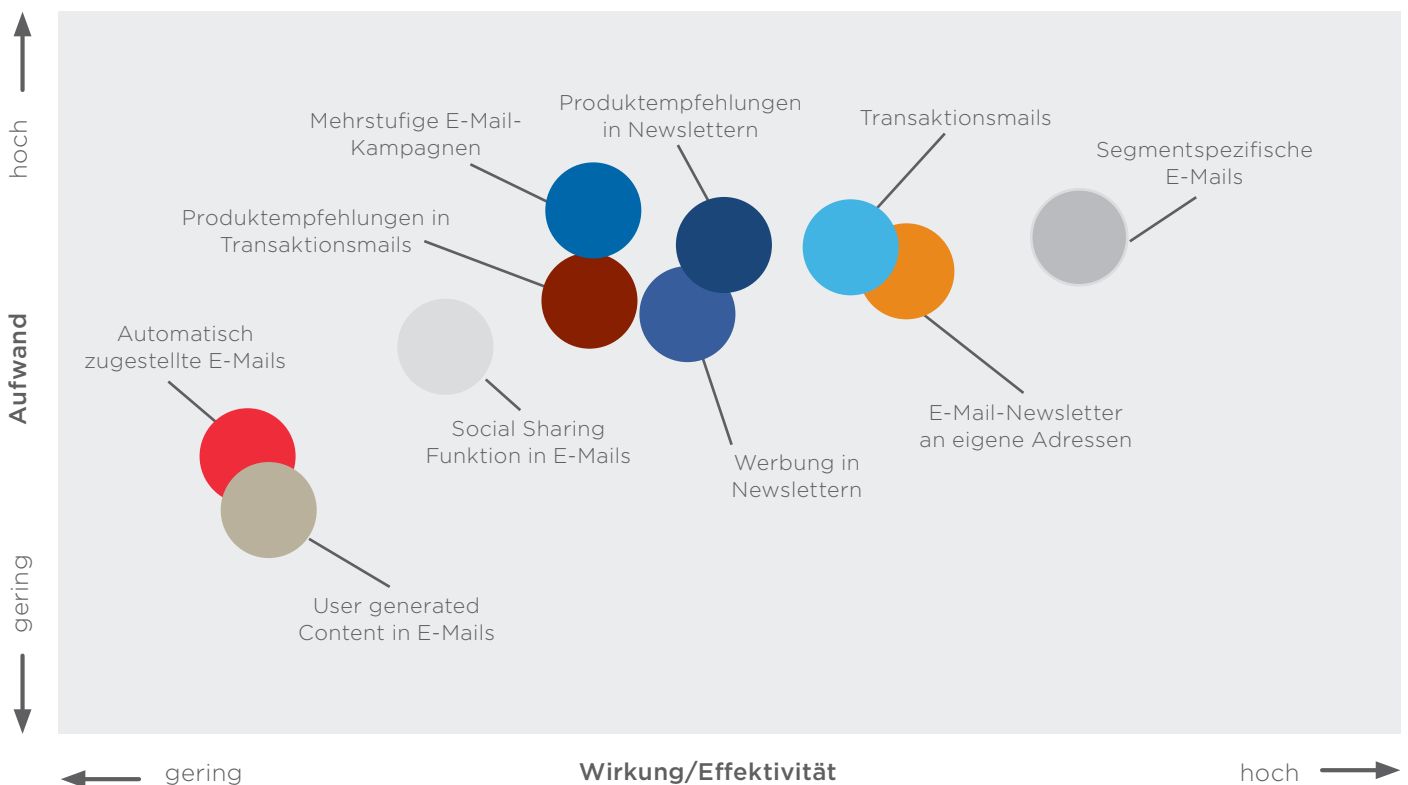 Produktempfehlungen
in Newslettern
Mehrstufige E-Mail-
Kampagnen
Transaktionsmails
Segmentspezifische
E-Mails
Produktempfehlungen in
Transaktionsmails
Automatisch
zugestellte E-Mails
Social Sharing
Funktion in E-Mails
E-Mail-Newsletter
an eigene Adressen
Werbung in
Newslettern
User generated
Content in E-Mails
hoch
Aufwand
gering
gering
Wirkung/Effektivität
hoch